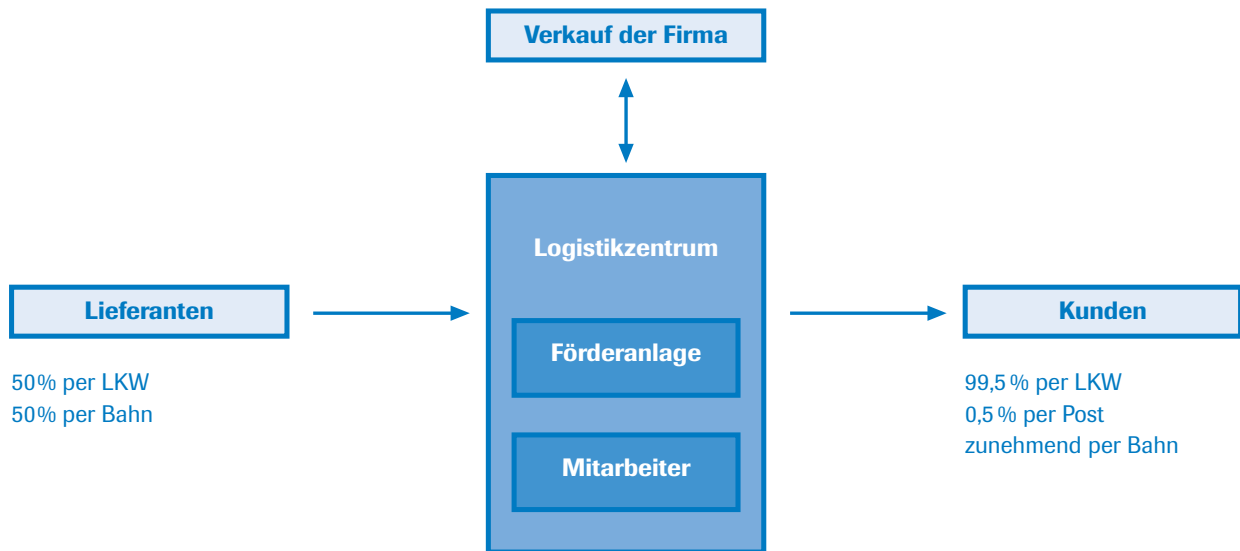 Verkauf der Firma
Logistikzentrum
Lieferanten
Kunden
Förderanlage
50% per LKW
50% per Bahn
99,5 % per LKW
0,5 % per Post
zunehmend per Bahn
Mitarbeiter